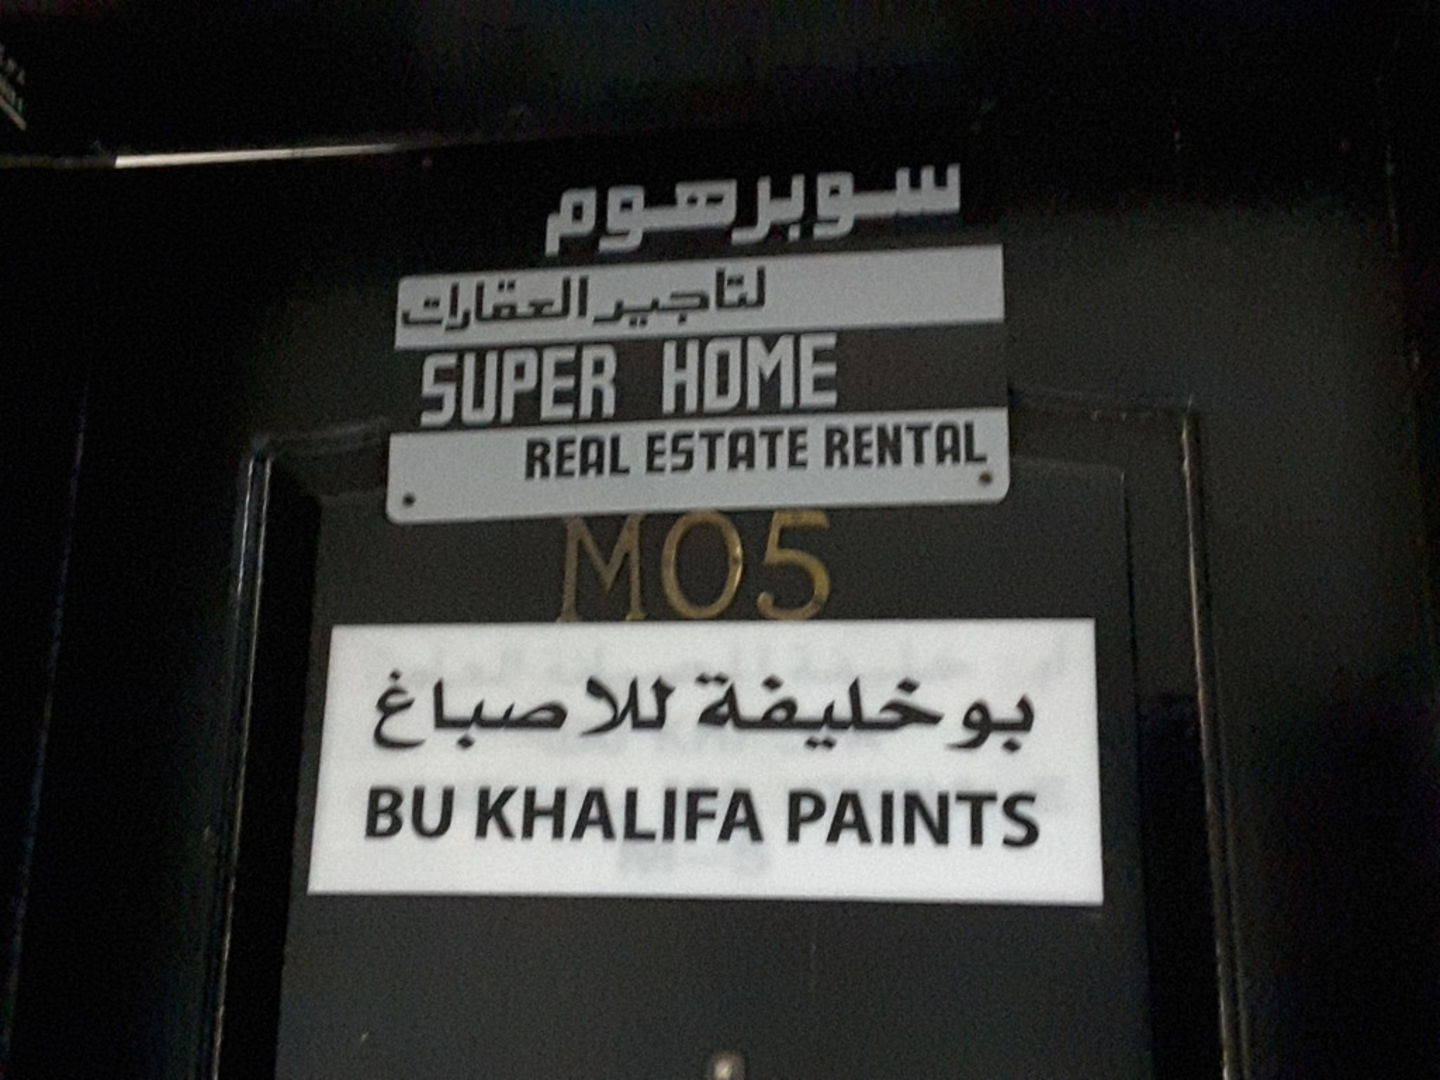 سوبرهوم
لتاجير العقارات
SUPER HOME
REAL ESTATE RENTAL
M05
بوخليفة للاصباغ
BU KHALIFA PAINTS